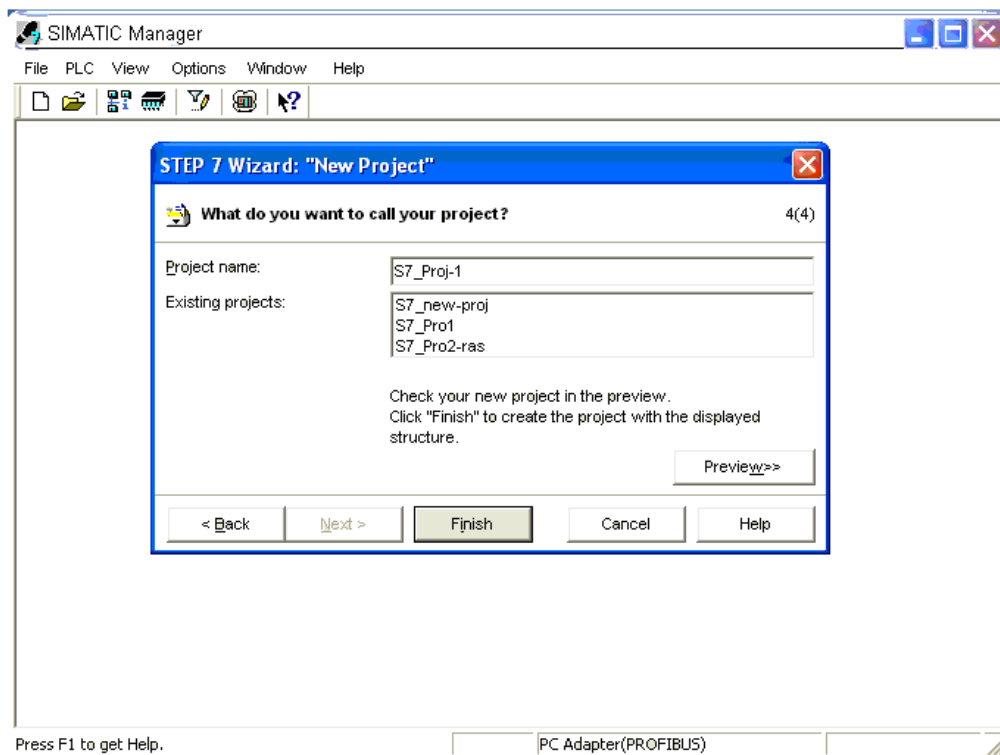 SIMATIC Manager
File PLC View Options Window Help
STEP 7 Wizard: "New Project"
What do you want to call your project? 4(4)
Project name: S7_Proj-1
Existing projects: S7_new-proj
S7_Pro1
S7_Pro2-ras
Check your new project in the preview.
Click "Finish" to create the project with the displayed
structure.
Preview>>
< Back Next > Finish Cancel Help
Press F1 to get Help. PC Adapter(PROFIBUS)